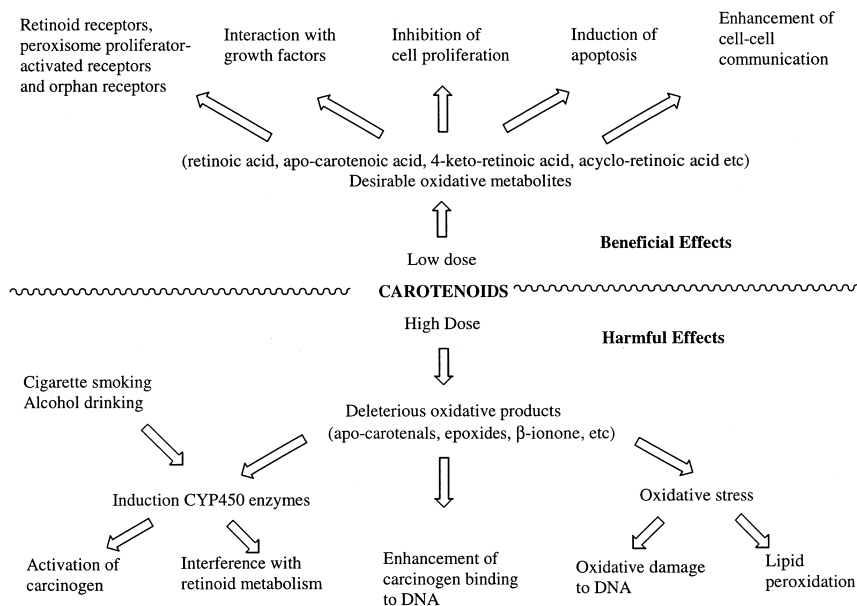 Retinoid receptors,
peroxisome proliferator-
activated receptors
and orphan receptors
Interaction with
growth factors
Inhibition of
cell proliferation
Induction of
apoptosis
Enhancement of
cell-cell
communication
(retinoic acid, apo-carotenoic acid, 4-keto-retinoic acid, acyclo-retinoic acid etc)
Desirable oxidative metabolites
Beneficial Effects
Low dose
CAROTENOIDS
High Dose
Harmful Effects
Cigarette smoking
Alcohol drinking
Deleterious oxidative products
(apo-carotenals, epoxides, β-ionone, etc)
Induction CYP450 enzymes
Oxidative stress
Activation of
carcinogen
Interference with
retinoid metabolism
Enhancement of
carcinogen binding
to DNA
Oxidative damage
to DNA
Lipid
peroxidation